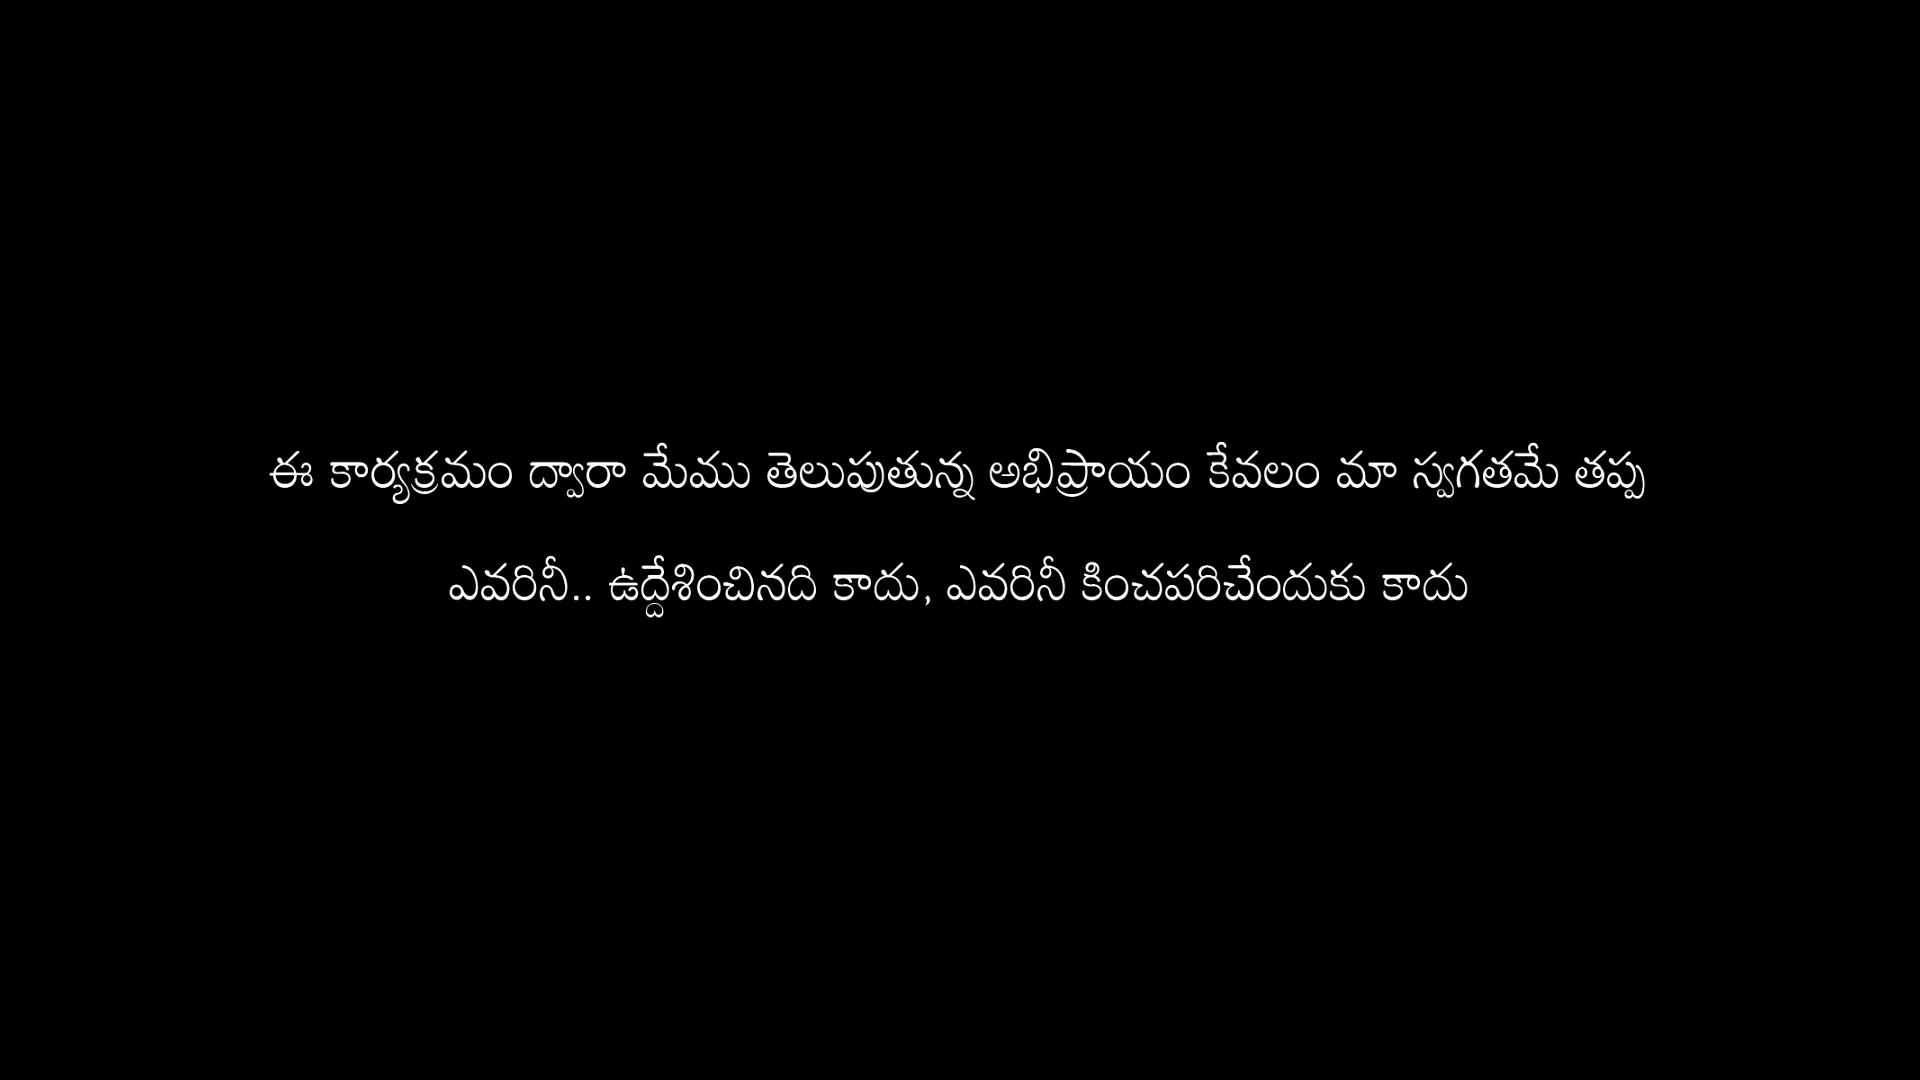 ఈ కార్యక్రమం ద్వారా మేము తెలుపుతున్న అభిప్రాయం కేవలం మా స్వగతమే తప్ప
ఎవరినీ.. ఉద్దేశించినది కాదు, ఎవరినీ కించపరిచేందుకు కాదు